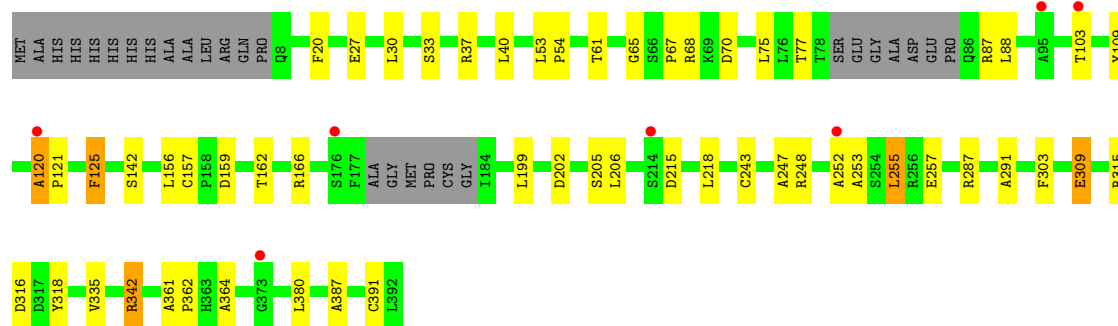 MET ALA HIS HIS HIS HIS HIS HIS ALA ALA LEU ARG GLN PRO Q8 F20 E27 L30 S33 R37 L40 L53 P54 T61 G65 S66 P67 R68 K69 D70 L75 L76 T77 T78 SER GLU GLY ALA ASP GLU PRO Q86 R87 L88 A95 T103
A120 P121 F125 S142 L156 C157 P158 D159 T162 R166 S176 F177 ALA GLY MET PRO CYS GLY I184 L199 D202 S205 L206 S214 D215 L218 C243 A247 R248 A252 A253 S254 L255 R256 E257 R287 A291 F303 E309
D316 D317 Y318 V335 R342 A361 P362 H363 A364 G373 L380 A387 C391 L392